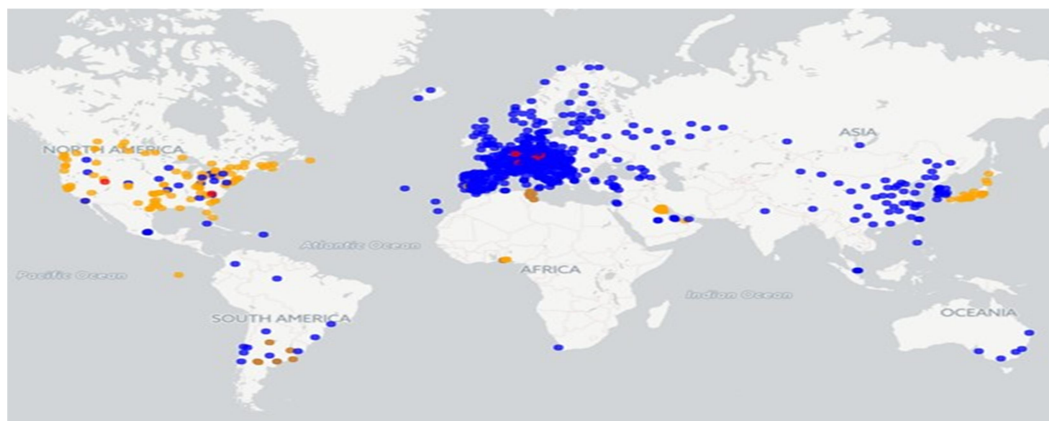 ASIA
NORTH AMERICA
Atlantic Ocean
Pacific Ocean
AFRICA
Indian Ocean
SOUTH AMERICA
OCEANIA